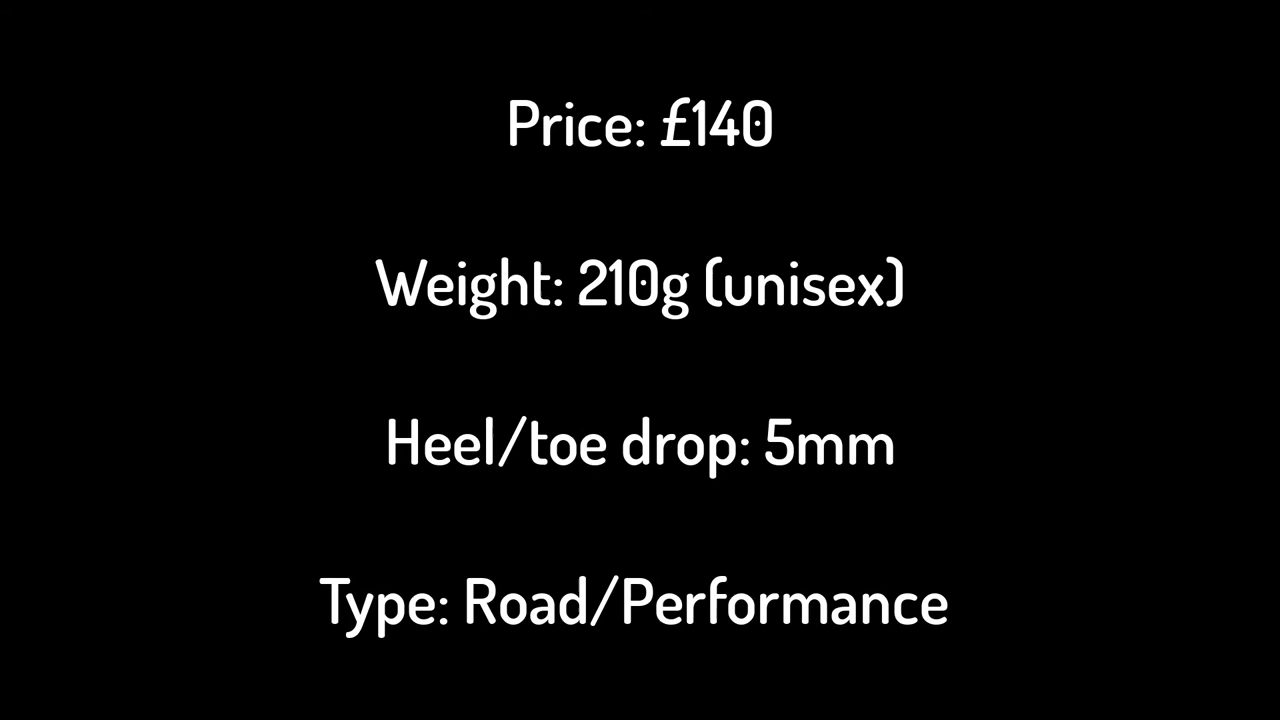 Price: £140
Weight: 210g (unisex)
Heel/toe drop: 5mm
Type: Road/Performance